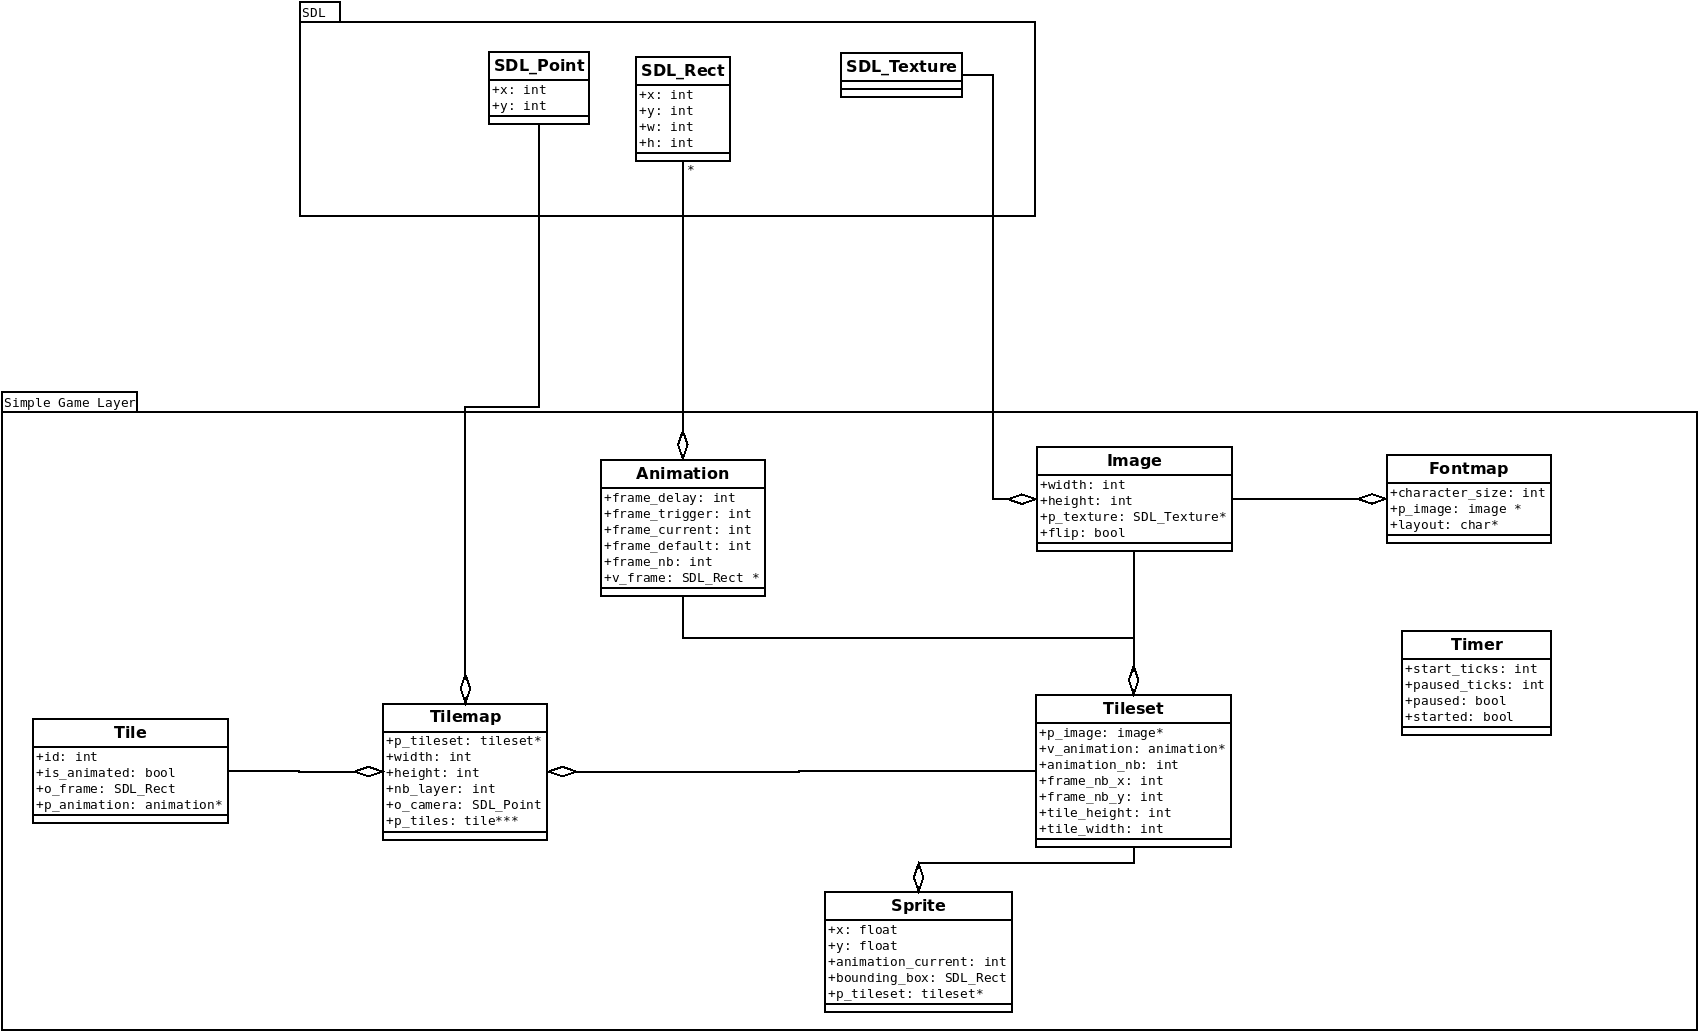 SDL
SDL_Point
+x: int
+y: int
SDL_Rect
+x: int
+y: int
+w: int
+h: int
*
SDL_Texture
Simple Game Layer
Animation
+frame_delay: int
+frame_trigger: int
+frame_current: int
+frame_default: int
+frame_nb: int
+v_frame: SDL_Rect *
Image
+width: int
+height: int
+p_texture: SDL_Texture*
+flip: bool
Fontmap
+character_size: int
+p_image: image *
+layout: char*
Timer
+start_ticks: int
+paused_ticks: int
+paused: bool
+started: bool
Tile
+id: int
+is_animated: bool
+o_frame: SDL_Rect
+p_animation: animation*
Tilemap
+p_tileset: tileset*
+width: int
+height: int
+nb_layer: int
+o_camera: SDL_Point
+p_tiles: tile***
Tileset
+p_image: image*
+v_animation: animation*
+animation_nb: int
+frame_nb_x: int
+frame_nb_y: int
+tile_height: int
+tile_width: int
Sprite
+x: float
+y: float
+animation_current: int
+bounding_box: SDL_Rect
+p_tileset: tileset*